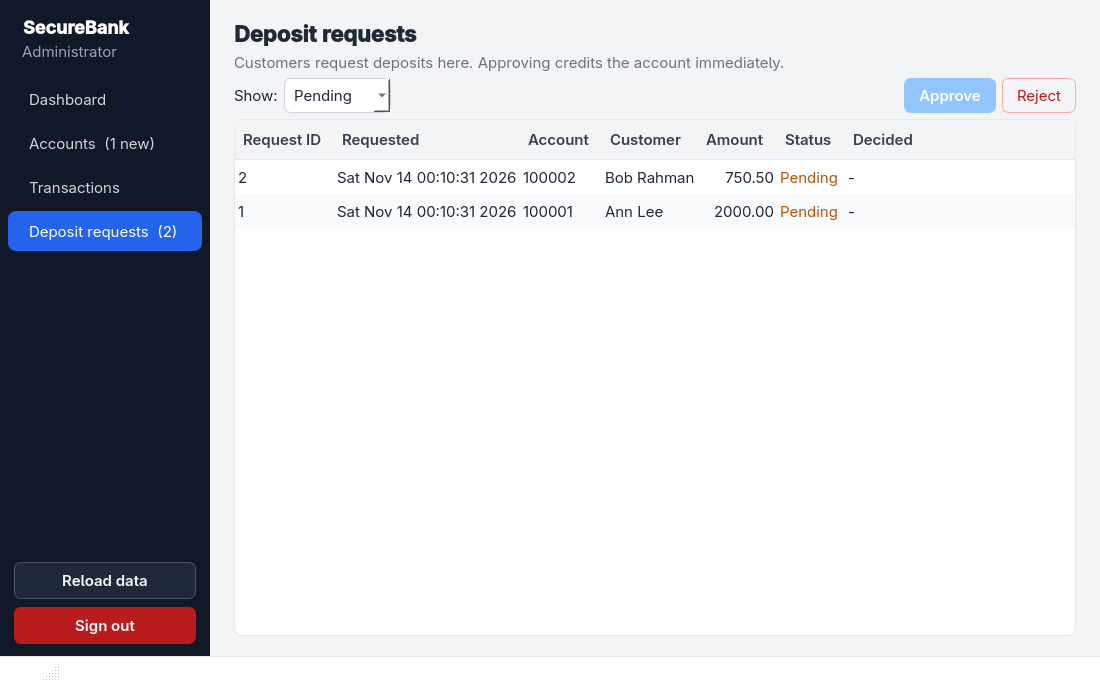 SecureBank
Administrator
Dashboard
Accounts (1 new)
Transactions
Deposit requests (2)
Reload data
Sign out
Deposit requests
Customers request deposits here. Approving credits the account immediately.
Show: Pending Approve Reject
Request ID Requested Account Customer Amount Status Decided
2 Sat Nov 14 00:10:31 2026 100002 Bob Rahman 750.50 Pending -
1 Sat Nov 14 00:10:31 2026 100001 Ann Lee 2000.00 Pending -